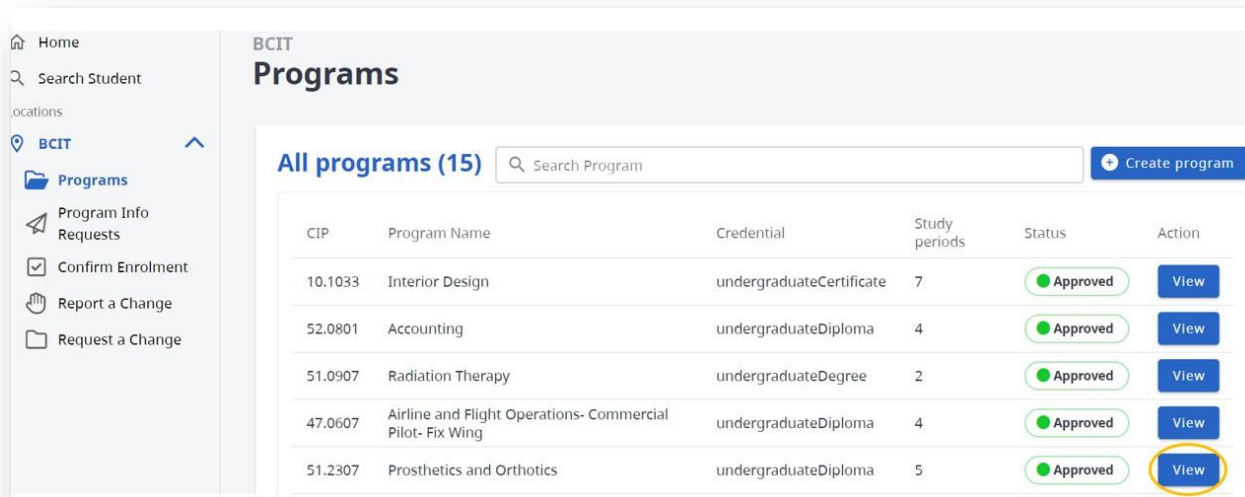 Home
Search Student
Locations
BCIT
Programs
Program Info
Requests
Confirm Enrolment
Report a Change
Request a Change
BCIT
Programs
All programs (15)
Search Program
Create program
CIP Program Name Credential Study periods Status Action
10.1033 Interior Design undergraduateCertificate 7 Approved View
52.0801 Accounting undergraduateDiploma 4 Approved View
51.0907 Radiation Therapy undergraduateDegree 2 Approved View
47.0607 Airline and Flight Operations- Commercial Pilot- Fix Wing undergraduateDiploma 4 Approved View
51.2307 Prosthetics and Orthotics undergraduateDiploma 5 Approved View